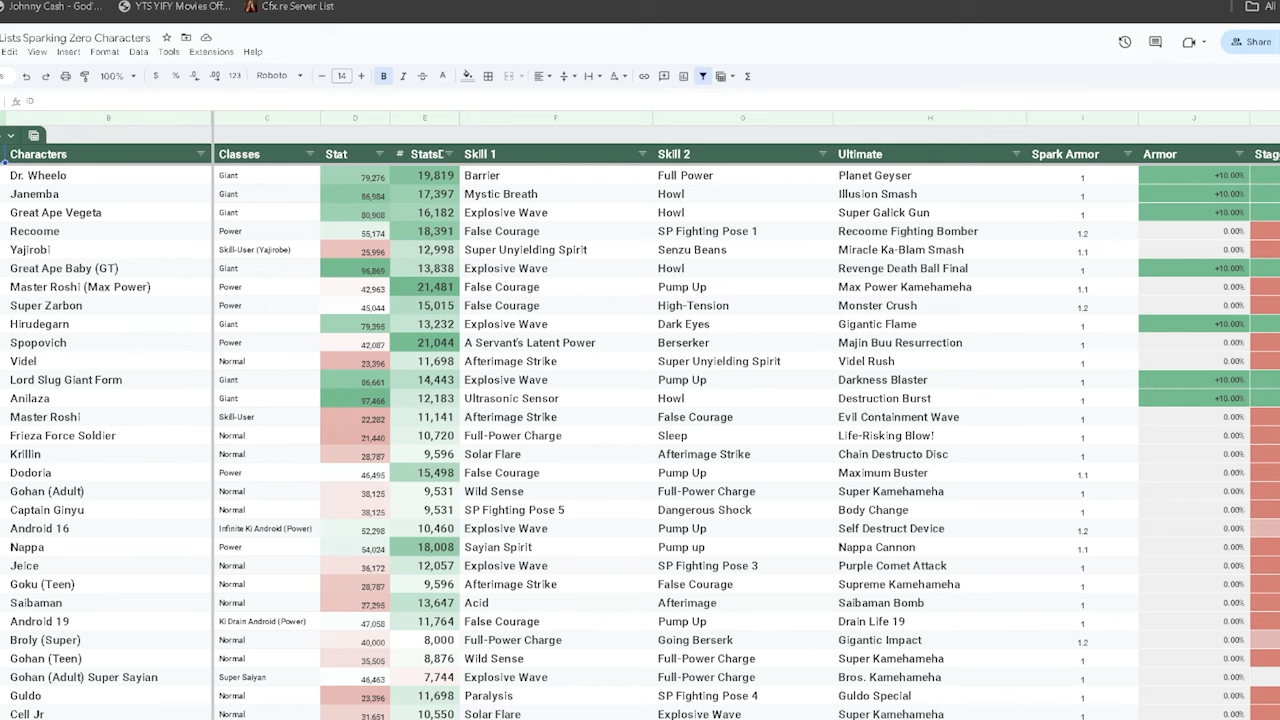 Johnny Cash - God'... YTS YIFY Movies Off... Cfx.re Server List All
Lists Sparking Zero Characters
Edit View Insert Format Data Tools Extensions Help Share
100% $ % .0 .00 123 Roboto 14 B I A
fx ID
B C D E F G H I J
Characters Classes Stat # StatsD Skill 1 Skill 2 Ultimate Spark Armor Armor Stag
Dr. Wheelo Giant 79,276 19,819 Barrier Full Power Planet Geyser 1 +10.00%
Janemba Giant 86,984 17,397 Mystic Breath Howl Illusion Smash 1 +10.00%
Great Ape Vegeta Giant 80,908 16,182 Explosive Wave Howl Super Galick Gun 1 +10.00%
Recoome Power 55,174 18,391 False Courage SP Fighting Pose 1 Recoome Fighting Bomber 1.2 0.00%
Yajirobi Skill-User (Yajirobe) 25,996 12,998 Super Unyielding Spirit Senzu Beans Miracle Ka-Blam Smash 1.1 0.00%
Great Ape Baby (GT) Giant 96,869 13,838 Explosive Wave Howl Revenge Death Ball Final 1 +10.00%
Master Roshi (Max Power) Power 42,963 21,481 False Courage Pump Up Max Power Kamehameha 1.1 0.00%
Super Zarbon Power 45,044 15,015 False Courage High-Tension Monster Crush 1.2 0.00%
Hirudegarn Giant 79,395 13,232 Explosive Wave Dark Eyes Gigantic Flame 1 +10.00%
Spopovich Power 42,087 21,044 A Servant's Latent Power Berserker Majin Buu Resurrection 1 0.00%
Videl Normal 23,396 11,698 Afterimage Strike Super Unyielding Spirit Videl Rush 1 0.00%
Lord Slug Giant Form Giant 86,661 14,443 Explosive Wave Pump Up Darkness Blaster 1 +10.00%
Anilaza Giant 97,466 12,183 Ultrasonic Sensor Howl Destruction Burst 1 +10.00%
Master Roshi Skill-User 22,282 11,141 Afterimage Strike False Courage Evil Containment Wave 1 0.00%
Frieza Force Soldier Normal 21,440 10,720 Full-Power Charge Sleep Life-Risking Blow! 1 0.00%
Krillin Normal 28,787 9,596 Solar Flare Afterimage Strike Chain Destructo Disc 1 0.00%
Dodoria Power 46,495 15,498 False Courage Pump Up Maximum Buster 1.1 0.00%
Gohan (Adult) Normal 38,125 9,531 Wild Sense Full-Power Charge Super Kamehameha 1 0.00%
Captain Ginyu Normal 38,125 9,531 SP Fighting Pose 5 Dangerous Shock Body Change 1 0.00%
Android 16 Infinite Ki Android (Power) 52,298 10,460 Explosive Wave Pump Up Self Destruct Device 1.2 0.00%
Nappa Power 54,024 18,008 Sayian Spirit Pump up Nappa Cannon 1.1 0.00%
Jeice Normal 36,172 12,057 Explosive Wave SP Fighting Pose 3 Purple Comet Attack 1 0.00%
Goku (Teen) Normal 28,787 9,596 Afterimage Strike False Courage Supreme Kamehameha 1 0.00%
Saibaman Normal 27,295 13,647 Acid Afterimage Saibaman Bomb 1 0.00%
Android 19 Ki Drain Android (Power) 47,058 11,764 False Courage Pump Up Drain Life 19 1 0.00%
Broly (Super) Normal 40,000 8,000 Full-Power Charge Going Berserk Gigantic Impact 1.2 0.00%
Gohan (Teen) Normal 35,505 8,876 Wild Sense Full-Power Charge Super Kamehameha 1 0.00%
Gohan (Adult) Super Sayian Super Saiyan 46,463 7,744 Explosive Wave Full-Power Charge Bros. Kamehameha 1 0.00%
Guldo Normal 23,396 11,698 Paralysis SP Fighting Pose 4 Guldo Special 1 0.00%
Cell Jr Normal 31,651 10,550 Solar Flare Explosive Wave Super Kamehameha 1 0.00%